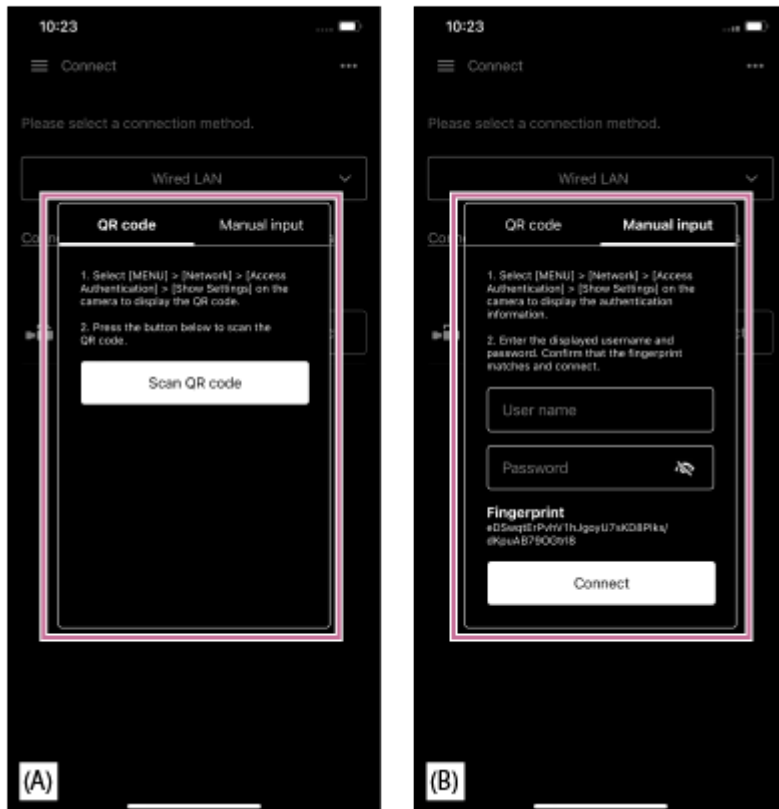 10:23
Connect
Please select a connection method.
Wired LAN
QR code
Manual input
1. Select [MENU] > [Network] > [Access
Authentication] > [Show Settings] on the
camera to display the QR code.
2. Press the button below to scan the
QR code.
Scan QR code
(A)
10:23
Connect
Please select a connection method.
Wired LAN
QR code
Manual input
1. Select [MENU] > [Network] > [Access
Authentication] > [Show Settings] on the
camera to display the authentication
information.
2. Enter the displayed username and
password. Confirm that the fingerprint
matches and connect.
User name
Password
Fingerprint
Connect
(B)